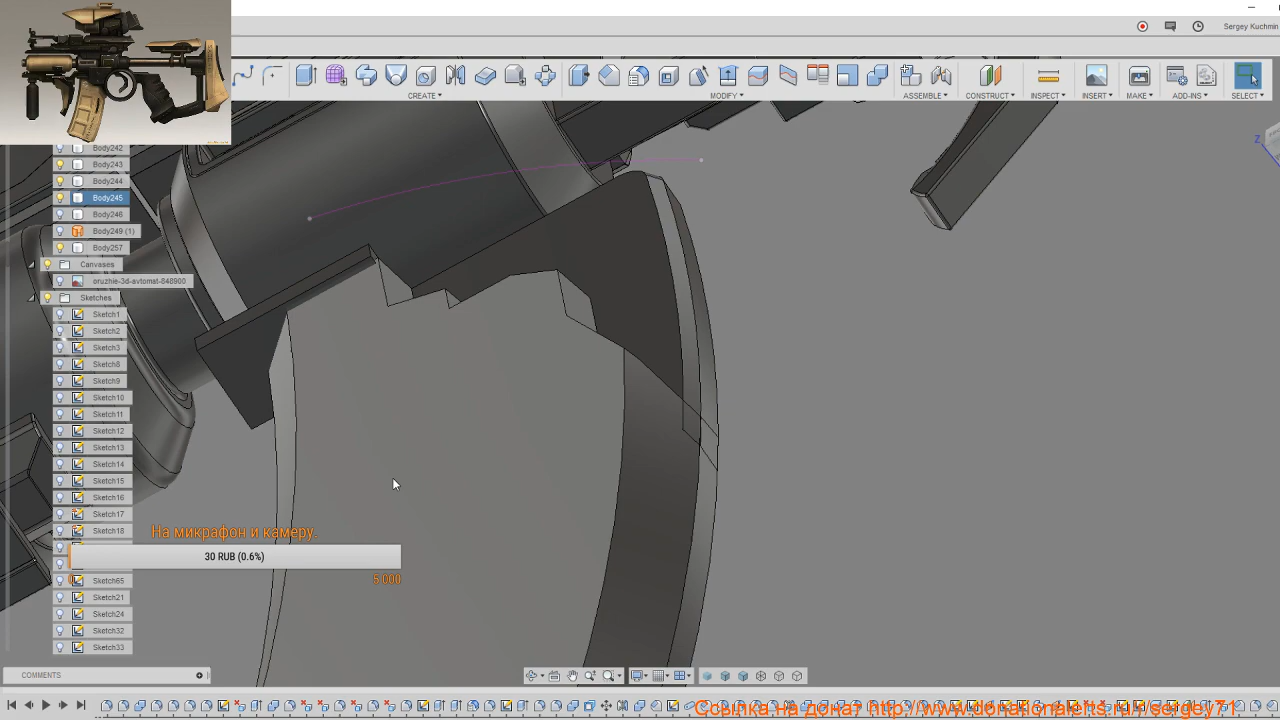 Sergey Kuchmin
CREATE
MODIFY
ASSEMBLE
CONSTRUCT
INSPECT
INSERT
MAKE
ADD-INS
SELECT
Z
Body242
Body243
Body244
Body245
Body246
Body249 (1)
Body257
Canvases
oruzhie-3d-avtomat-848900
Sketches
Sketch1
Sketch2
Sketch3
Sketch8
Sketch9
Sketch10
Sketch11
Sketch12
Sketch13
Sketch14
Sketch15
Sketch16
Sketch17
Sketch18
На микрафон и камеру.
30 RUB (0.6%)
0
5 000
Sketch65
Sketch21
Sketch24
Sketch32
Sketch33
COMMENTS
Ссылка на донат http://www.donationalerts.ru/r/sergey71